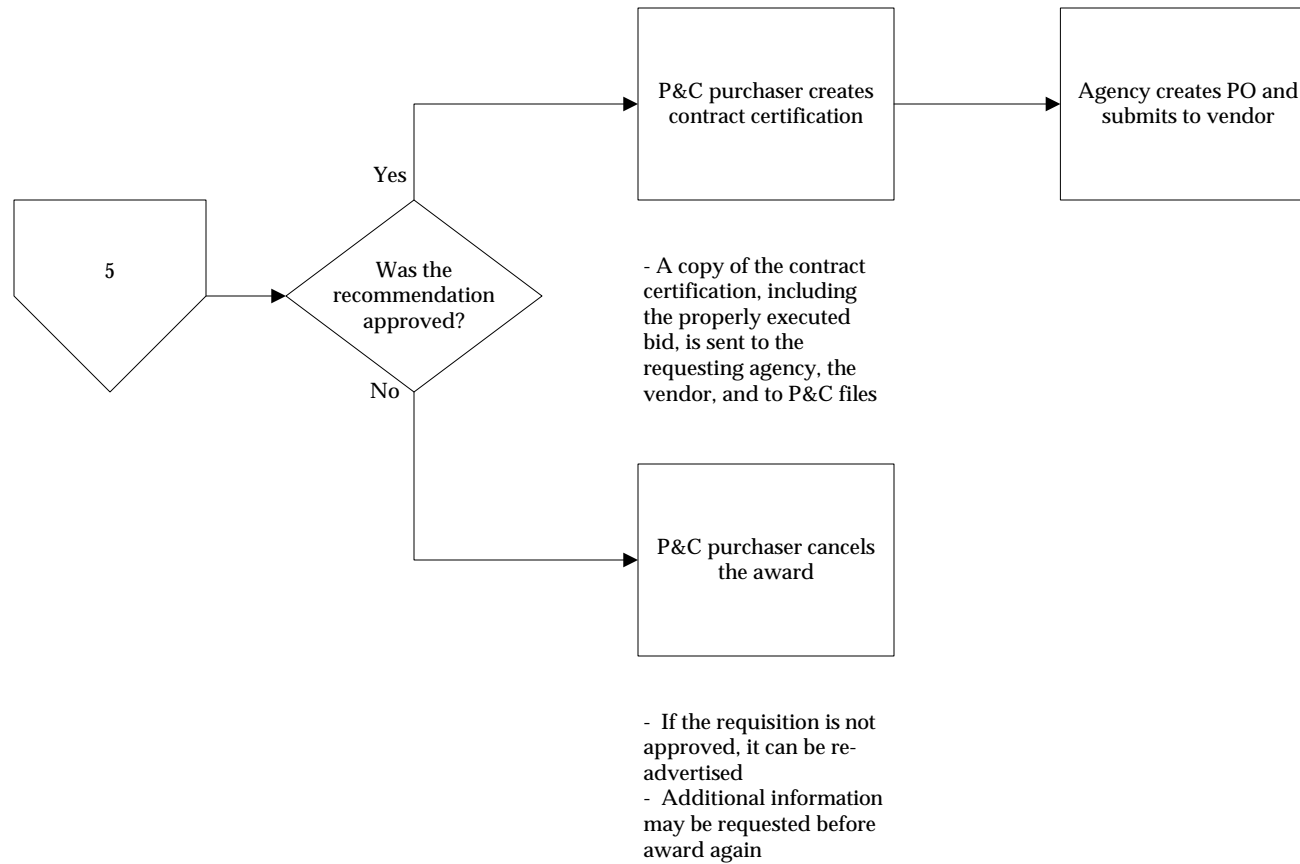 P&C purchaser creates
contract certification
Agency creates PO and
submits to vendor
Yes
5
Was the
recommendation
approved?
No
- A copy of the contract
certification, including
the properly executed
bid, is sent to the
requesting agency, the
vendor, and to P&C files
P&C purchaser cancels
the award
- If the requisition is not
approved, it can be re-
advertised
- Additional information
may be requested before
award again